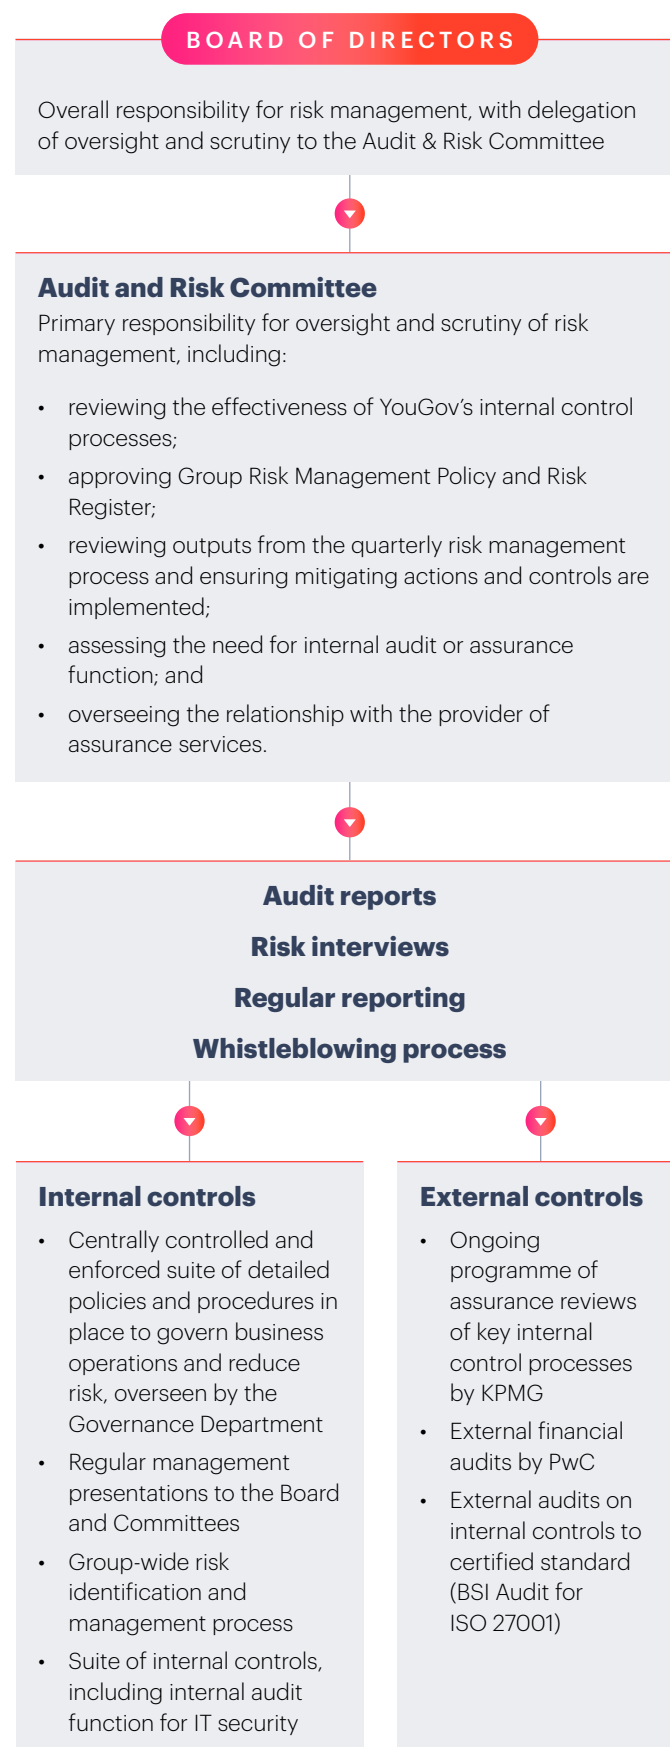 BOARD OF DIRECTORS
Overall responsibility for risk management, with delegation
of oversight and scrutiny to the Audit & Risk Committee
Audit and Risk Committee
Primary responsibility for oversight and scrutiny of risk
management, including:
• reviewing the effectiveness of YouGov’s internal control
processes;
• approving Group Risk Management Policy and Risk
Register;
• reviewing outputs from the quarterly risk management
process and ensuring mitigating actions and controls are
implemented;
• assessing the need for internal audit or assurance
function; and
• overseeing the relationship with the provider of
assurance services.
Audit reports
Risk interviews
Regular reporting
Whistleblowing process
Internal controls
• Centrally controlled and
enforced suite of detailed
policies and procedures in
place to govern business
operations and reduce
risk, overseen by the
Governance Department
• Regular management
presentations to the Board
and Committees
• Group-wide risk
identification and
management process
• Suite of internal controls,
including internal audit
function for IT security
External controls
• Ongoing
programme of
assurance reviews
of key internal
control processes
by KPMG
• External financial
audits by PwC
• External audits on
internal controls to
certified standard
(BSI Audit for
ISO 27001)